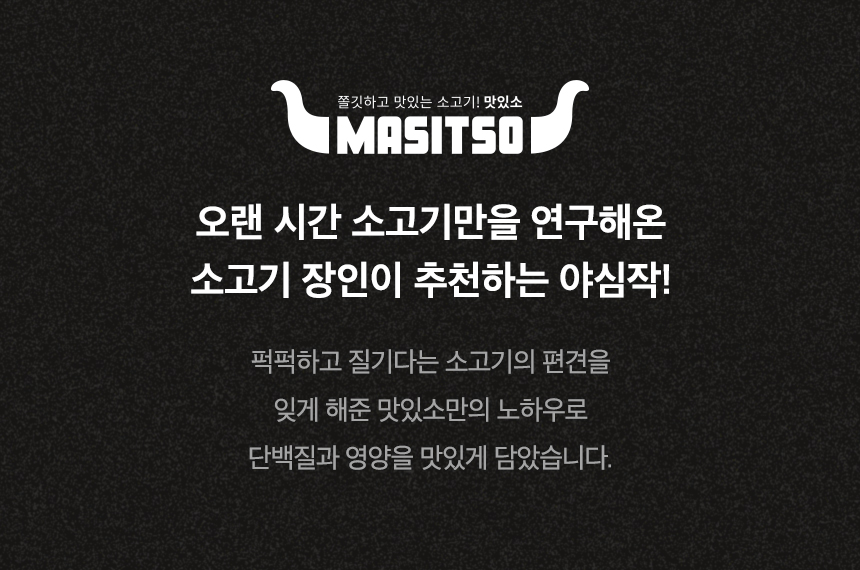 쫄깃하고 맛있는 소고기! 맛있소
MASITSO
오랜 시간 소고기만을 연구해온
소고기 장인이 추천하는 야심작!
퍽퍽하고 질기다는 소고기의 편견을
잊게 해준 맛있소만의 노하우로
단백질과 영양을 맛있게 담았습니다.